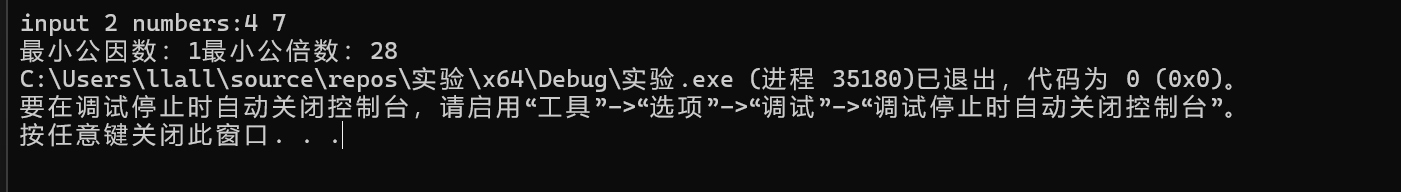 input 2 numbers:4 7
最小公因数: 1最小公倍数: 28
C:\Users\llall\source\repos\实验\x64\Debug\实验.exe (进程 35180)已退出，代码为 0 (0x0)。
要在调试停止时自动关闭控制台，请启用“工具”->“选项”->“调试”->“调试停止时自动关闭控制台”。
按任意键关闭此窗口. . .